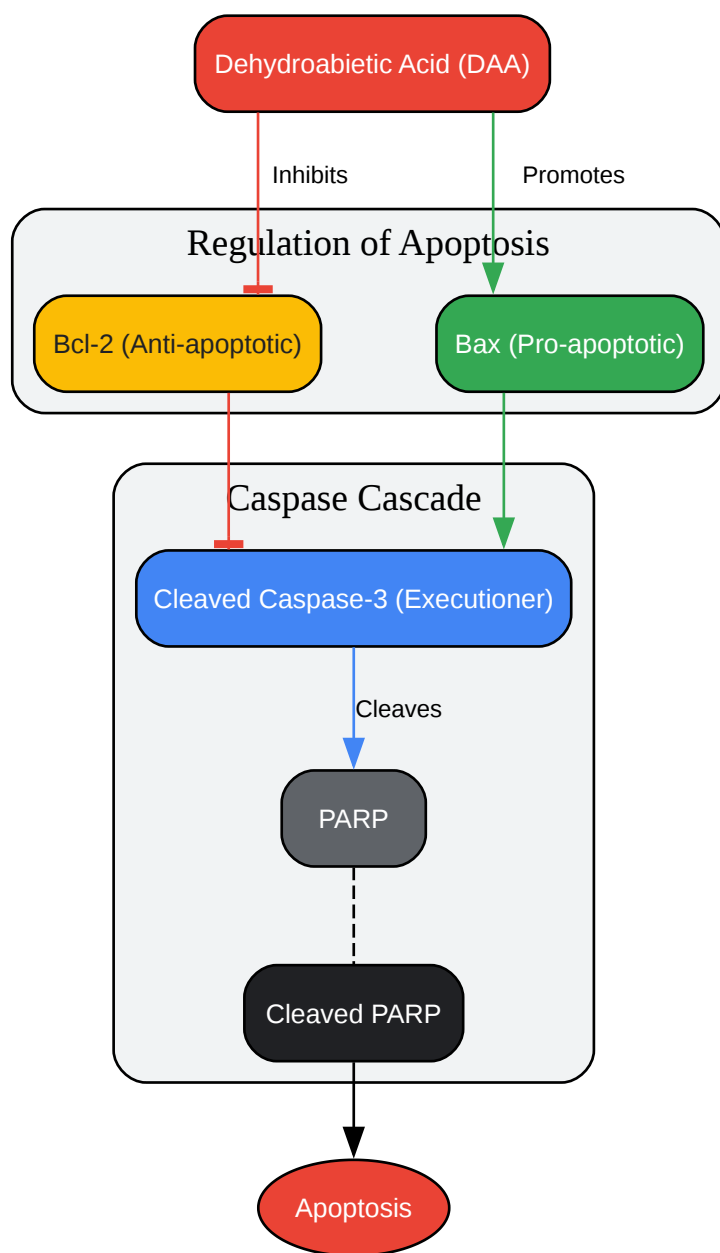 Dehydroabietic Acid (DAA)
Inhibits
Promotes
Regulation of Apoptosis
Bcl-2 (Anti-apoptotic)
Bax (Pro-apoptotic)
Caspase Cascade
Cleaved Caspase-3 (Executioner)
Cleaves
PARP
Cleaved PARP
Apoptosis